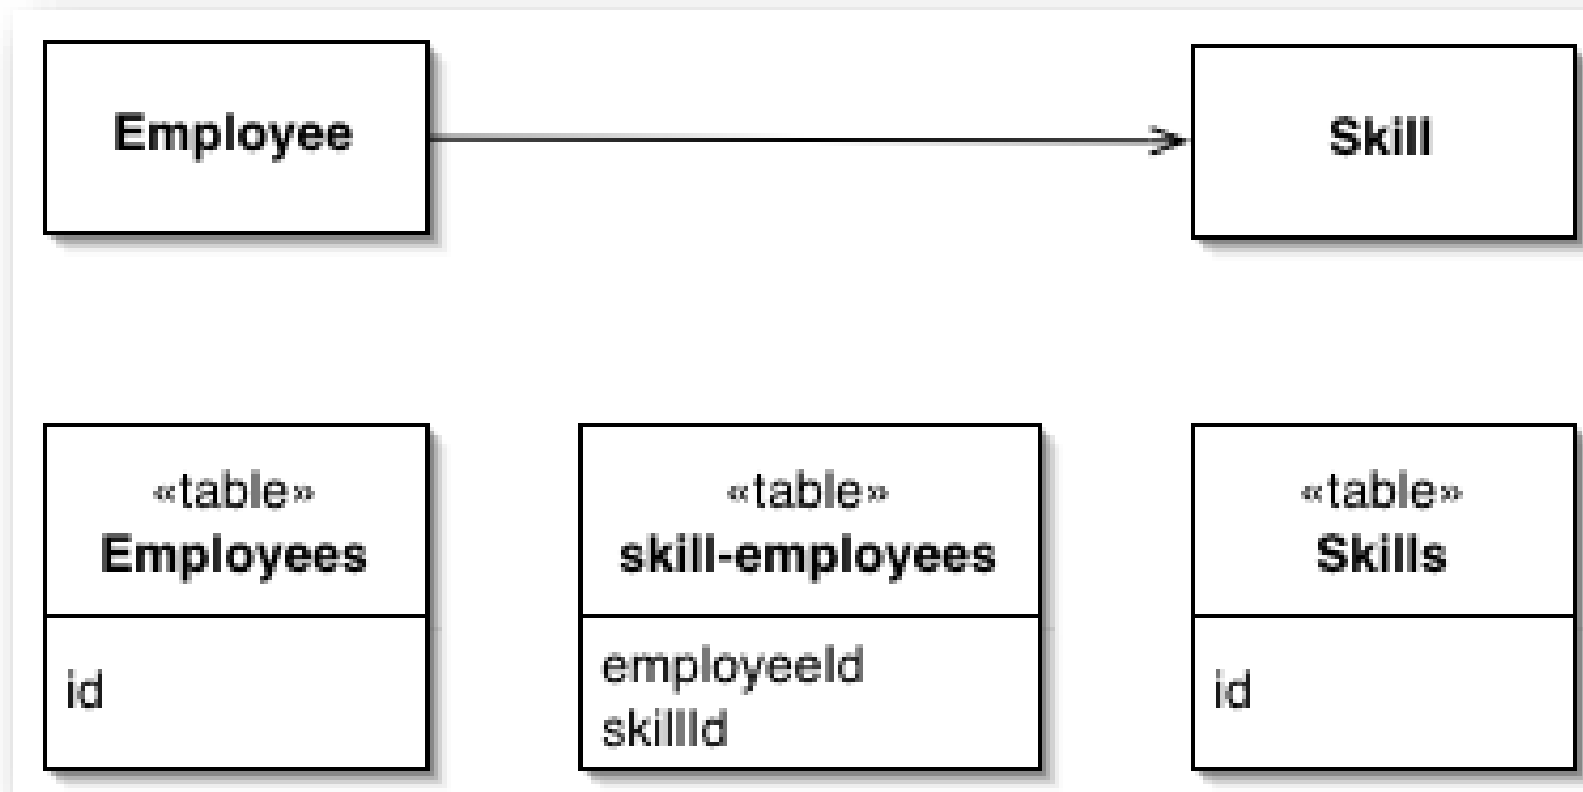 Employee
Skill
«table»
Employees
id
«table»
skill-employees
employeeId
skillId
«table»
Skills
id